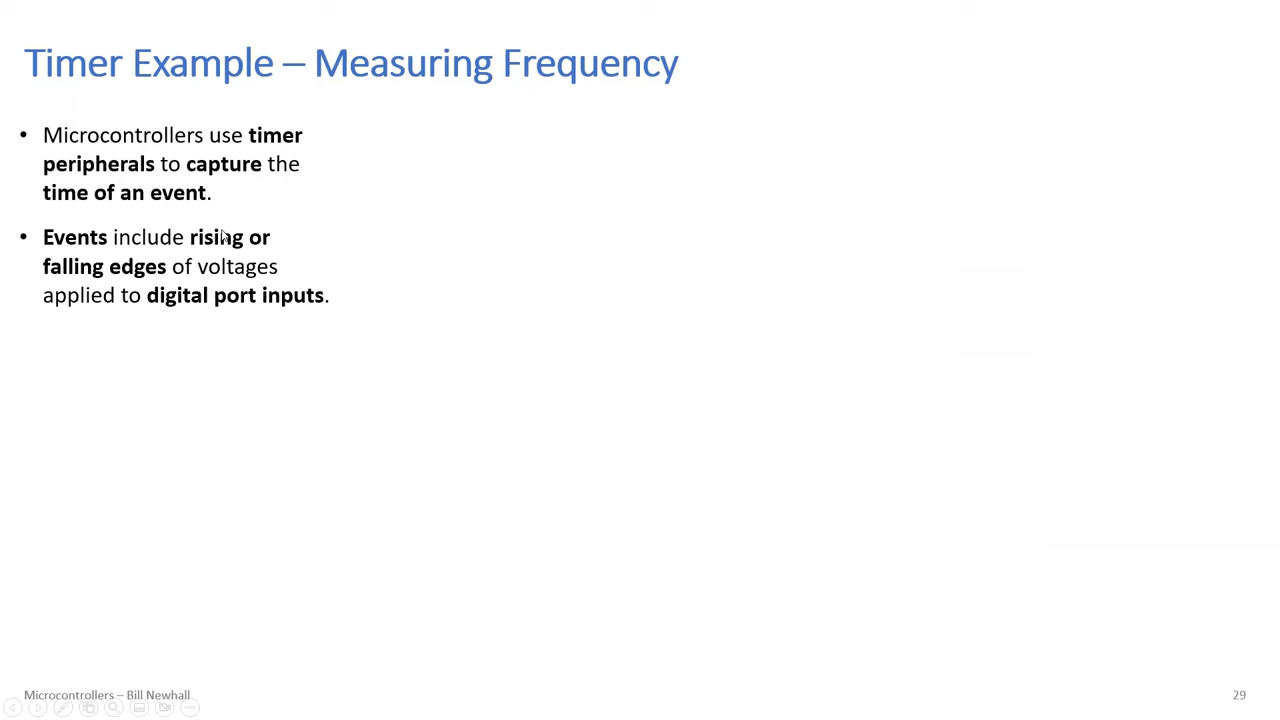 Timer Example – Measuring Frequency
• Microcontrollers use timer
peripherals to capture the
time of an event.
• Events include rising or
falling edges of voltages
applied to digital port inputs.
Microcontrollers – Bill Newhall
29